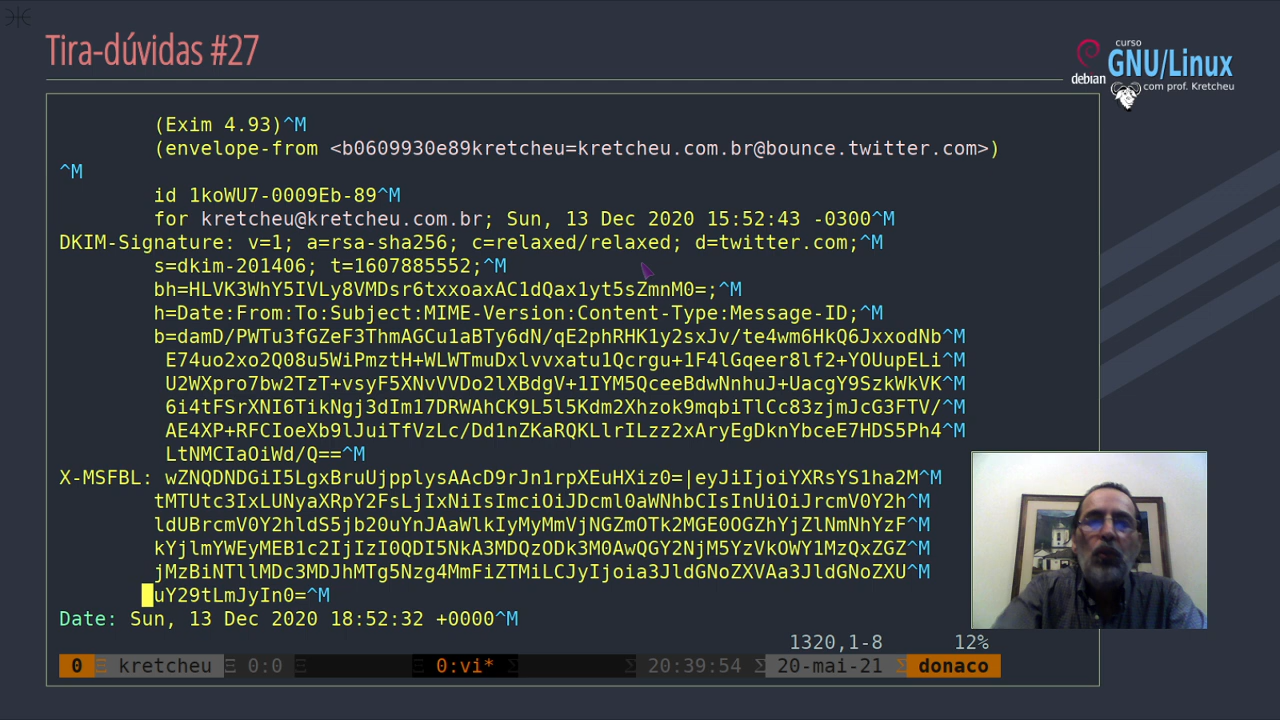 Tira-dúvidas #27
curso
GNU/Linux
debian
com prof. Kretcheu
(Exim 4.93)^M
(envelope-from <b0609930e89kretcheu=kretcheu.com.br@bounce.twitter.com>)
^M
id 1koWU7-0009Eb-89^M
for kretcheu@kretcheu.com.br; Sun, 13 Dec 2020 15:52:43 -0300^M
DKIM-Signature: v=1; a=rsa-sha256; c=relaxed/relaxed; d=twitter.com;^M
s=dkim-201406; t=1607885552;^M
bh=HLVK3WhY5IVLy8VMDsr6txxoaxAC1dQax1yt5sZmnM0=;^M
h=Date:From:To:Subject:MIME-Version:Content-Type:Message-ID;^M
b=damD/PWTu3fGZeF3ThmAGCu1aBTy6dN/qE2phRHK1y2sxJv/te4wm6HkQ6JxxodNb^M
E74uo2xo2Q08u5WiPmztH+WLWTmuDxlvvxatu1Qcrgu+1F4lGqeer8lf2+YOUupELi^M
U2WXpro7bw2TzT+vsyF5XNvVVDo2lXBdgV+1IYM5QceeBdwNnhuJ+UacgY9SzkWkVK^M
6i4tFSrXNI6TikNgj3dIm17DRWAhCK9L5l5Kdm2Xhzok9mqbiTlCc83zjmJcG3FTV/^M
AE4XP+RFCIoeXb9lJuiTfVzLc/Dd1nZKaRQKLlrILzz2xAryEgDknYbceE7HDS5Ph4^M
LtNMCIaOiWd/Q==^M
X-MSFBL: wZNQDNDGiI5LgxBruUjpplysAAcD9rJn1rpXEuHXiz0=|eyJiIjoiYXRsYS1ha2M^M
tMTUtc3IxLUNyaXRpY2FsLjIxNiIsImciOiJDcml0aWNhbCIsInUiOiJrcmV0Y2h^M
ldUBrcmV0Y2hldS5jb20uYnJAaWlkIyMyMmVjNGZmOTk2MGE0OGZhYjZlNmNhYzF^M
kYjlmYWEyMEB1c2IjIzI0QDI5NkA3MDQzODk3M0AwQGY2NjM5YzVkOWY1MzQxZGZ^M
jMzBiNTllMDc3MDJhMTg5Nzg4MmFiZTMiLCJyIjoia3JldGNoZXVAa3JldGNoZXU^M
uY29tLmJyIn0=^M
Date: Sun, 13 Dec 2020 18:52:32 +0000^M
1320,1-8 12%
0 kretcheu 0:0 0:vi* 20:39:54 20-mai-21 donaco